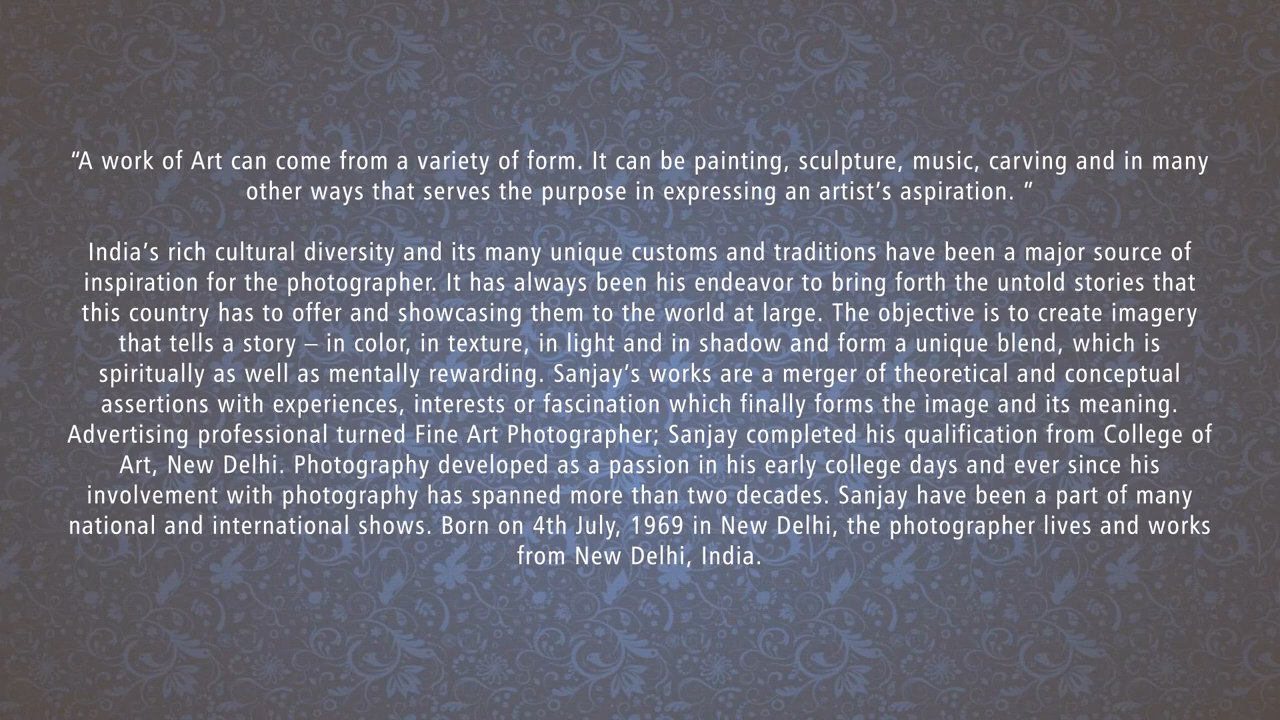 “A work of Art can come from a variety of form. It can be painting, sculpture, music, carving and in many
other ways that serves the purpose in expressing an artist’s aspiration. ”
India’s rich cultural diversity and its many unique customs and traditions have been a major source of
inspiration for the photographer. It has always been his endeavor to bring forth the untold stories that
this country has to offer and showcasing them to the world at large. The objective is to create imagery
that tells a story – in color, in texture, in light and in shadow and form a unique blend, which is
spiritually as well as mentally rewarding. Sanjay’s works are a merger of theoretical and conceptual
assertions with experiences, interests or fascination which finally forms the image and its meaning.
Advertising professional turned Fine Art Photographer; Sanjay completed his qualification from College of
Art, New Delhi. Photography developed as a passion in his early college days and ever since his
involvement with photography has spanned more than two decades. Sanjay have been a part of many
national and international shows. Born on 4th July, 1969 in New Delhi, the photographer lives and works
from New Delhi, India.